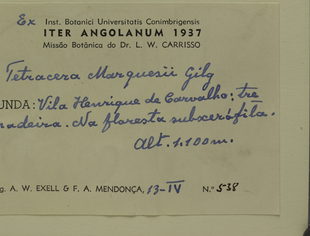 Ex Inst. Botanici Universitatis Conimbrigensis
ITER ANGOLANUM 1937
Missão Botânica do Dr. L. W. CARRISSO
Tetracera Marquesii Gilg
UNDA: Vila Henrique de Carvalho; tre
madeira. Na floresta subxerófila.
Alt. 1.100m.
g. A. W. EXELL & F. A. MENDONÇA, 13-IV N.º 538